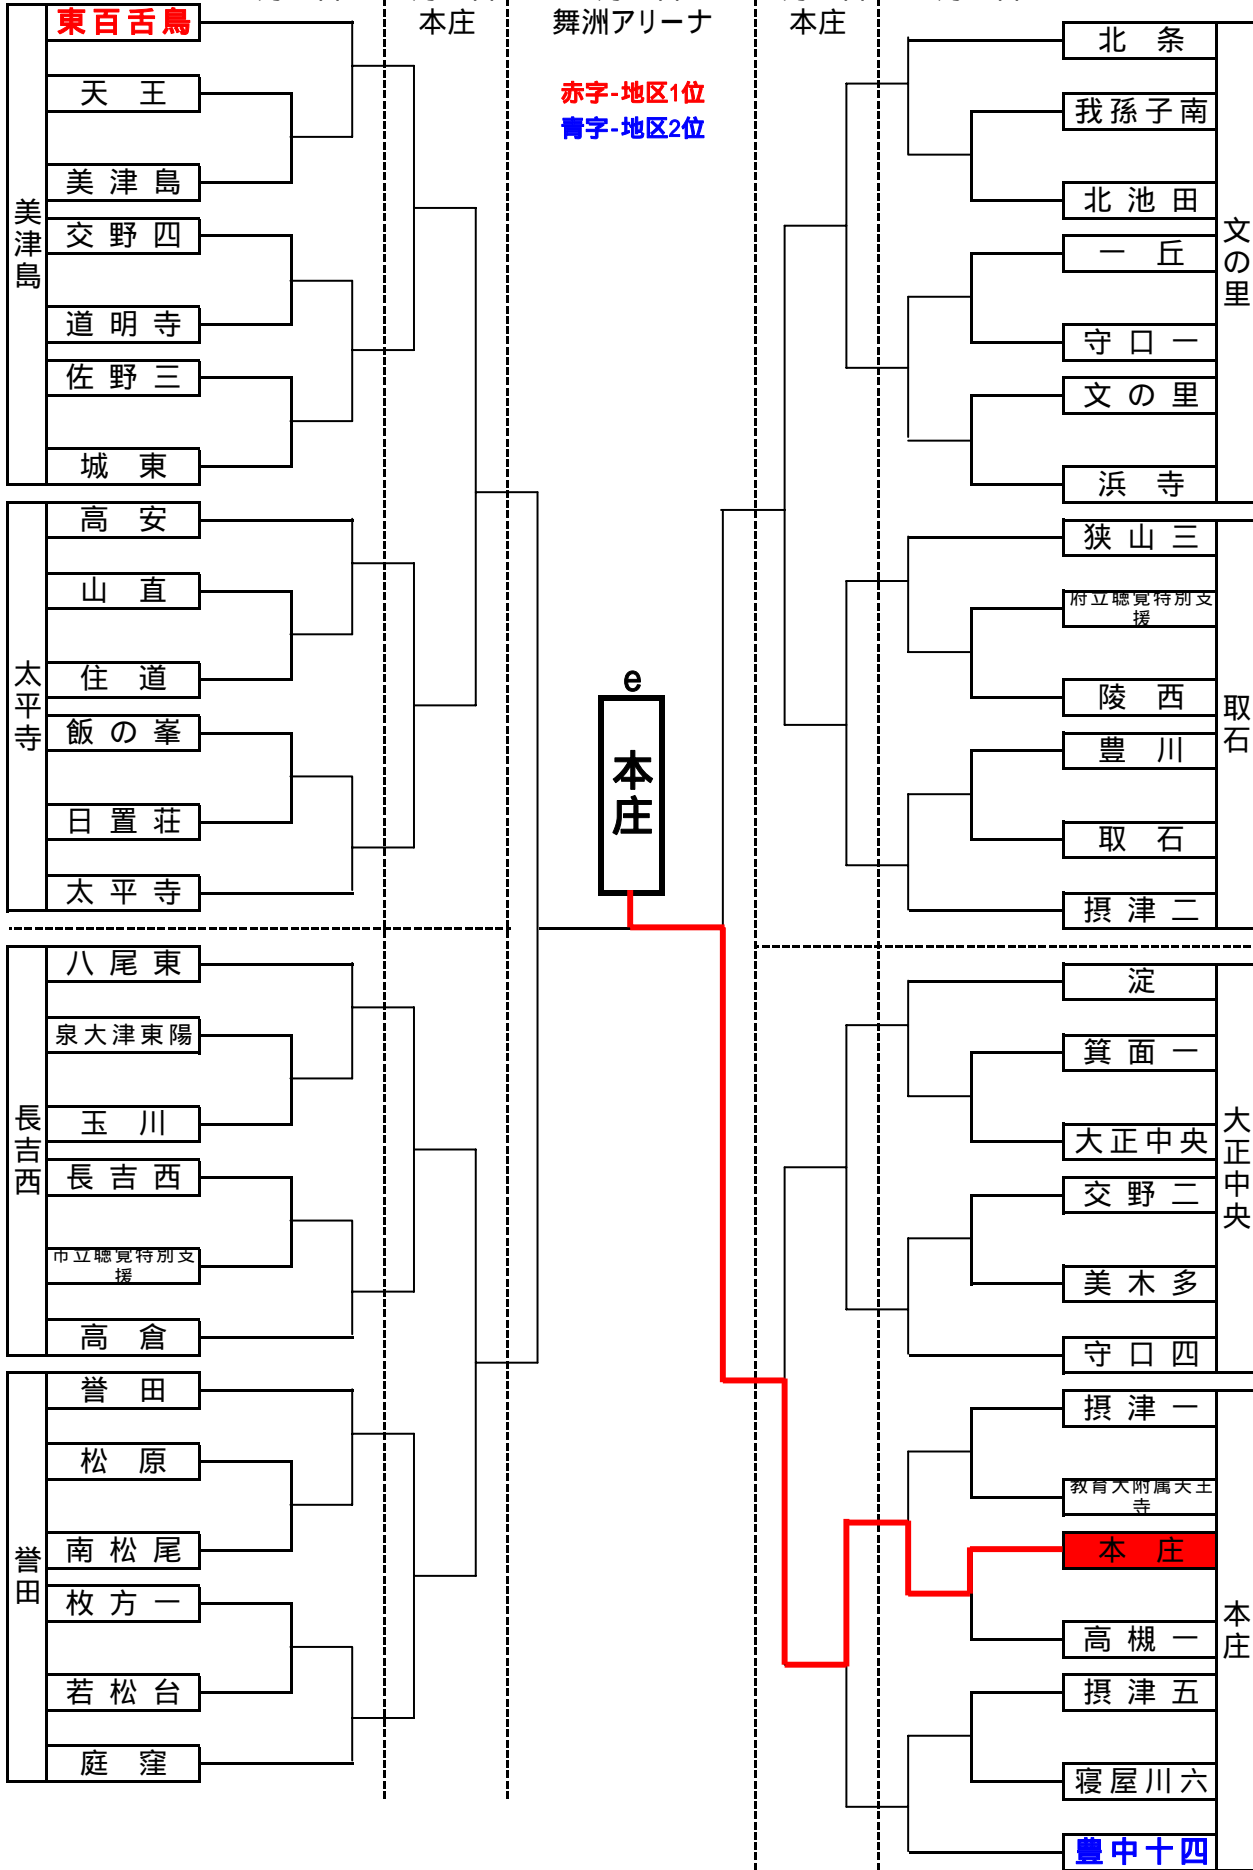 本庄
舞洲アリーナ
本庄
赤字-地区1位
青字-地区2位
美津島
東百舌鳥
天王
美津島
交野四
道明寺
佐野三
城東
太平寺
高安
山直
住道
飯の峯
日置荘
太平寺
長吉西
八尾東
泉大津東陽
玉川
長吉西
市立聴覚特別支
援
高倉
誉田
誉田
松原
南松尾
枚方一
若松台
庭窪
e
本庄
北条
我孫子南
北池田
一丘
守口一
文の里
浜寺
文の里
狭山三
府立聴覚特別支
援
陵西
豊川
取石
摂津二
取石
淀
箕面一
大正中央
交野二
美木多
守口四
大正中央
摂津一
教育大附属天王
寺
本庄
高槻一
摂津五
寝屋川六
豊中十四
本庄